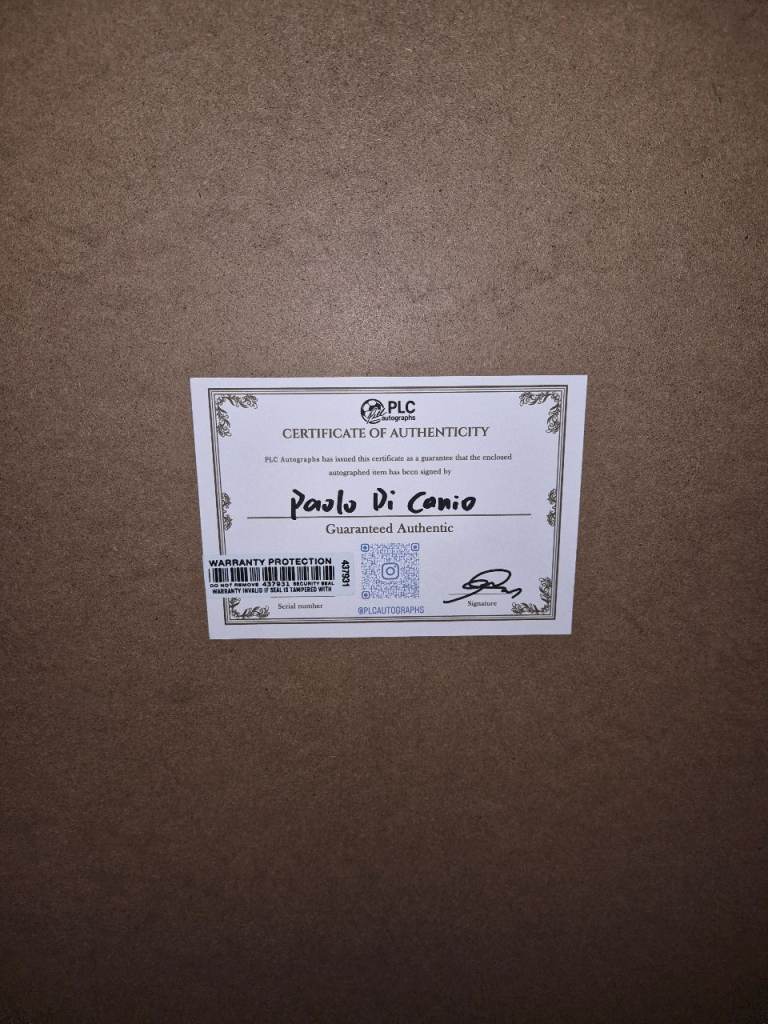 PLC
autographs
CERTIFICATE OF AUTHENTICITY
PLC Autographs has issued this certificate as a guarantee that the enclosed
autographed item has been signed by
Paolo Di Canio
Guaranteed Authentic
WARRANTY PROTECTION
437931
DO NOT REMOVE 437931 SECURITY SEAL
WARRANTY INVALID IF SEAL IS TAMPERED WITH
Serial number
@PLCAUTOGRAPHS
Signature